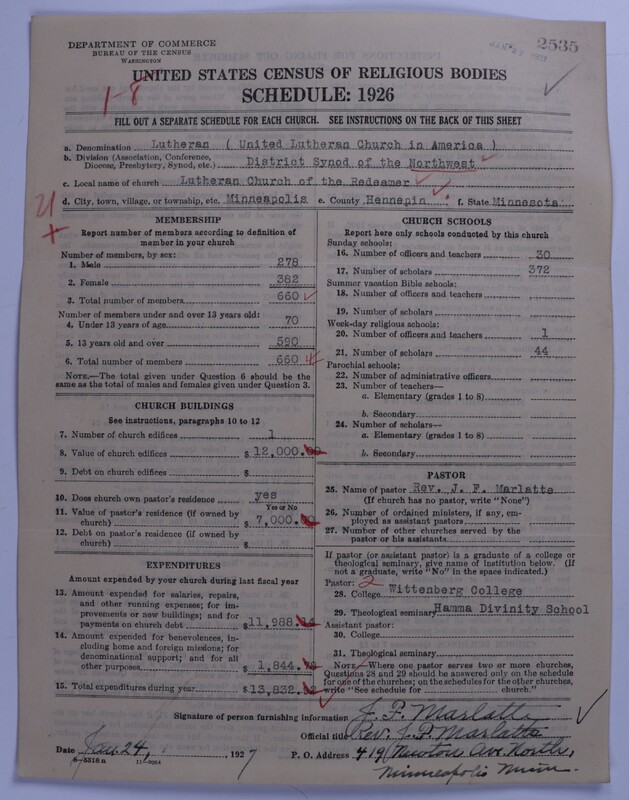 DEPARTMENT OF COMMERCE
BUREAU OF THE CENSUS
WASHINGTON
2535
UNITED STATES CENSUS OF RELIGIOUS BODIES
SCHEDULE: 1926
1-8
FILL OUT A SEPARATE SCHEDULE FOR EACH CHURCH. SEE INSTRUCTIONS ON THE BACK OF THIS SHEET
a. Denomination Lutheran ( United Lutheran Church in America )
b. Division (Association, Conference, Diocese, Presbytery, Synod, etc.) District Synod of the Northwest
c. Local name of church Lutheran Church of the Redeemer
d. City, town, village, or township, etc. Minneapolis e. County Hennepin f. State Minnesota
MEMBERSHIP
Report number of members according to definition of
member in your church
Number of members, by sex:
1. Male 278
2. Female 382
3. Total number of members 660
Number of members under and over 13 years old:
4. Under 13 years of age 70
5. 13 years old and over 590
6. Total number of members 660
NOTE.—The total given under Question 6 should be the
same as the total of males and females given under Question 3.
CHURCH BUILDINGS
See instructions, paragraphs 10 to 12
7. Number of church edifices 1
8. Value of church edifices $ 12,000.
9. Debt on church edifices $
10. Does church own pastor's residence yes
Yes or No
11. Value of pastor's residence (if owned by
church) $ 7,000.
12. Debt on pastor's residence (if owned by
church) $
EXPENDITURES
Amount expended by your church during last fiscal year
13. Amount expended for salaries, repairs,
and other running expenses; for im-
provements or new buildings; and for
payments on church debt $11,988.
14. Amount expended for benevolences, in-
cluding home and foreign missions; for
denominational support; and for all
other purposes $ 1,844.
15. Total expenditures during year $13,832.
CHURCH SCHOOLS
Report here only schools conducted by this church
Sunday schools:
16. Number of officers and teachers 30
17. Number of scholars 372
Summer vacation Bible schools:
18. Number of officers and teachers
19. Number of scholars
Week-day religious schools:
20. Number of officers and teachers 1
21. Number of scholars 44
Parochial schools:
22. Number of administrative officers
23. Number of teachers—
a. Elementary (grades 1 to 8)
b. Secondary
24. Number of scholars—
a. Elementary (grades 1 to 8)
b. Secondary
PASTOR
25. Name of pastor Rev. J. F. Marlatte
(If church has no pastor, write "None")
26. Number of ordained ministers, if any, em-
ployed as assistant pastors
27. Number of other churches served by the
pastor or his assistants
If pastor (or assistant pastor) is a graduate of a college or
theological seminary, give name of institution below. (If
not a graduate, write "No" in the space indicated.)
Pastor: 2
28. College Wittenberg College
29. Theological seminary Hamma Divinity School
Assistant pastor:
30. College
31. Theological seminary
NOTE.—Where one pastor serves two or more churches,
Questions 28 and 29 should be answered only on the schedule
for one of the churches; on the schedules for the other churches,
write "See schedule for church."
Signature of person furnishing information J. F. Marlatte
Official title Rev. J. F. Marlatte
Date Jan. 24, 1927 P. O. Address 419 Newton Ave. North,
8-5318a
Minneapolis Minn.